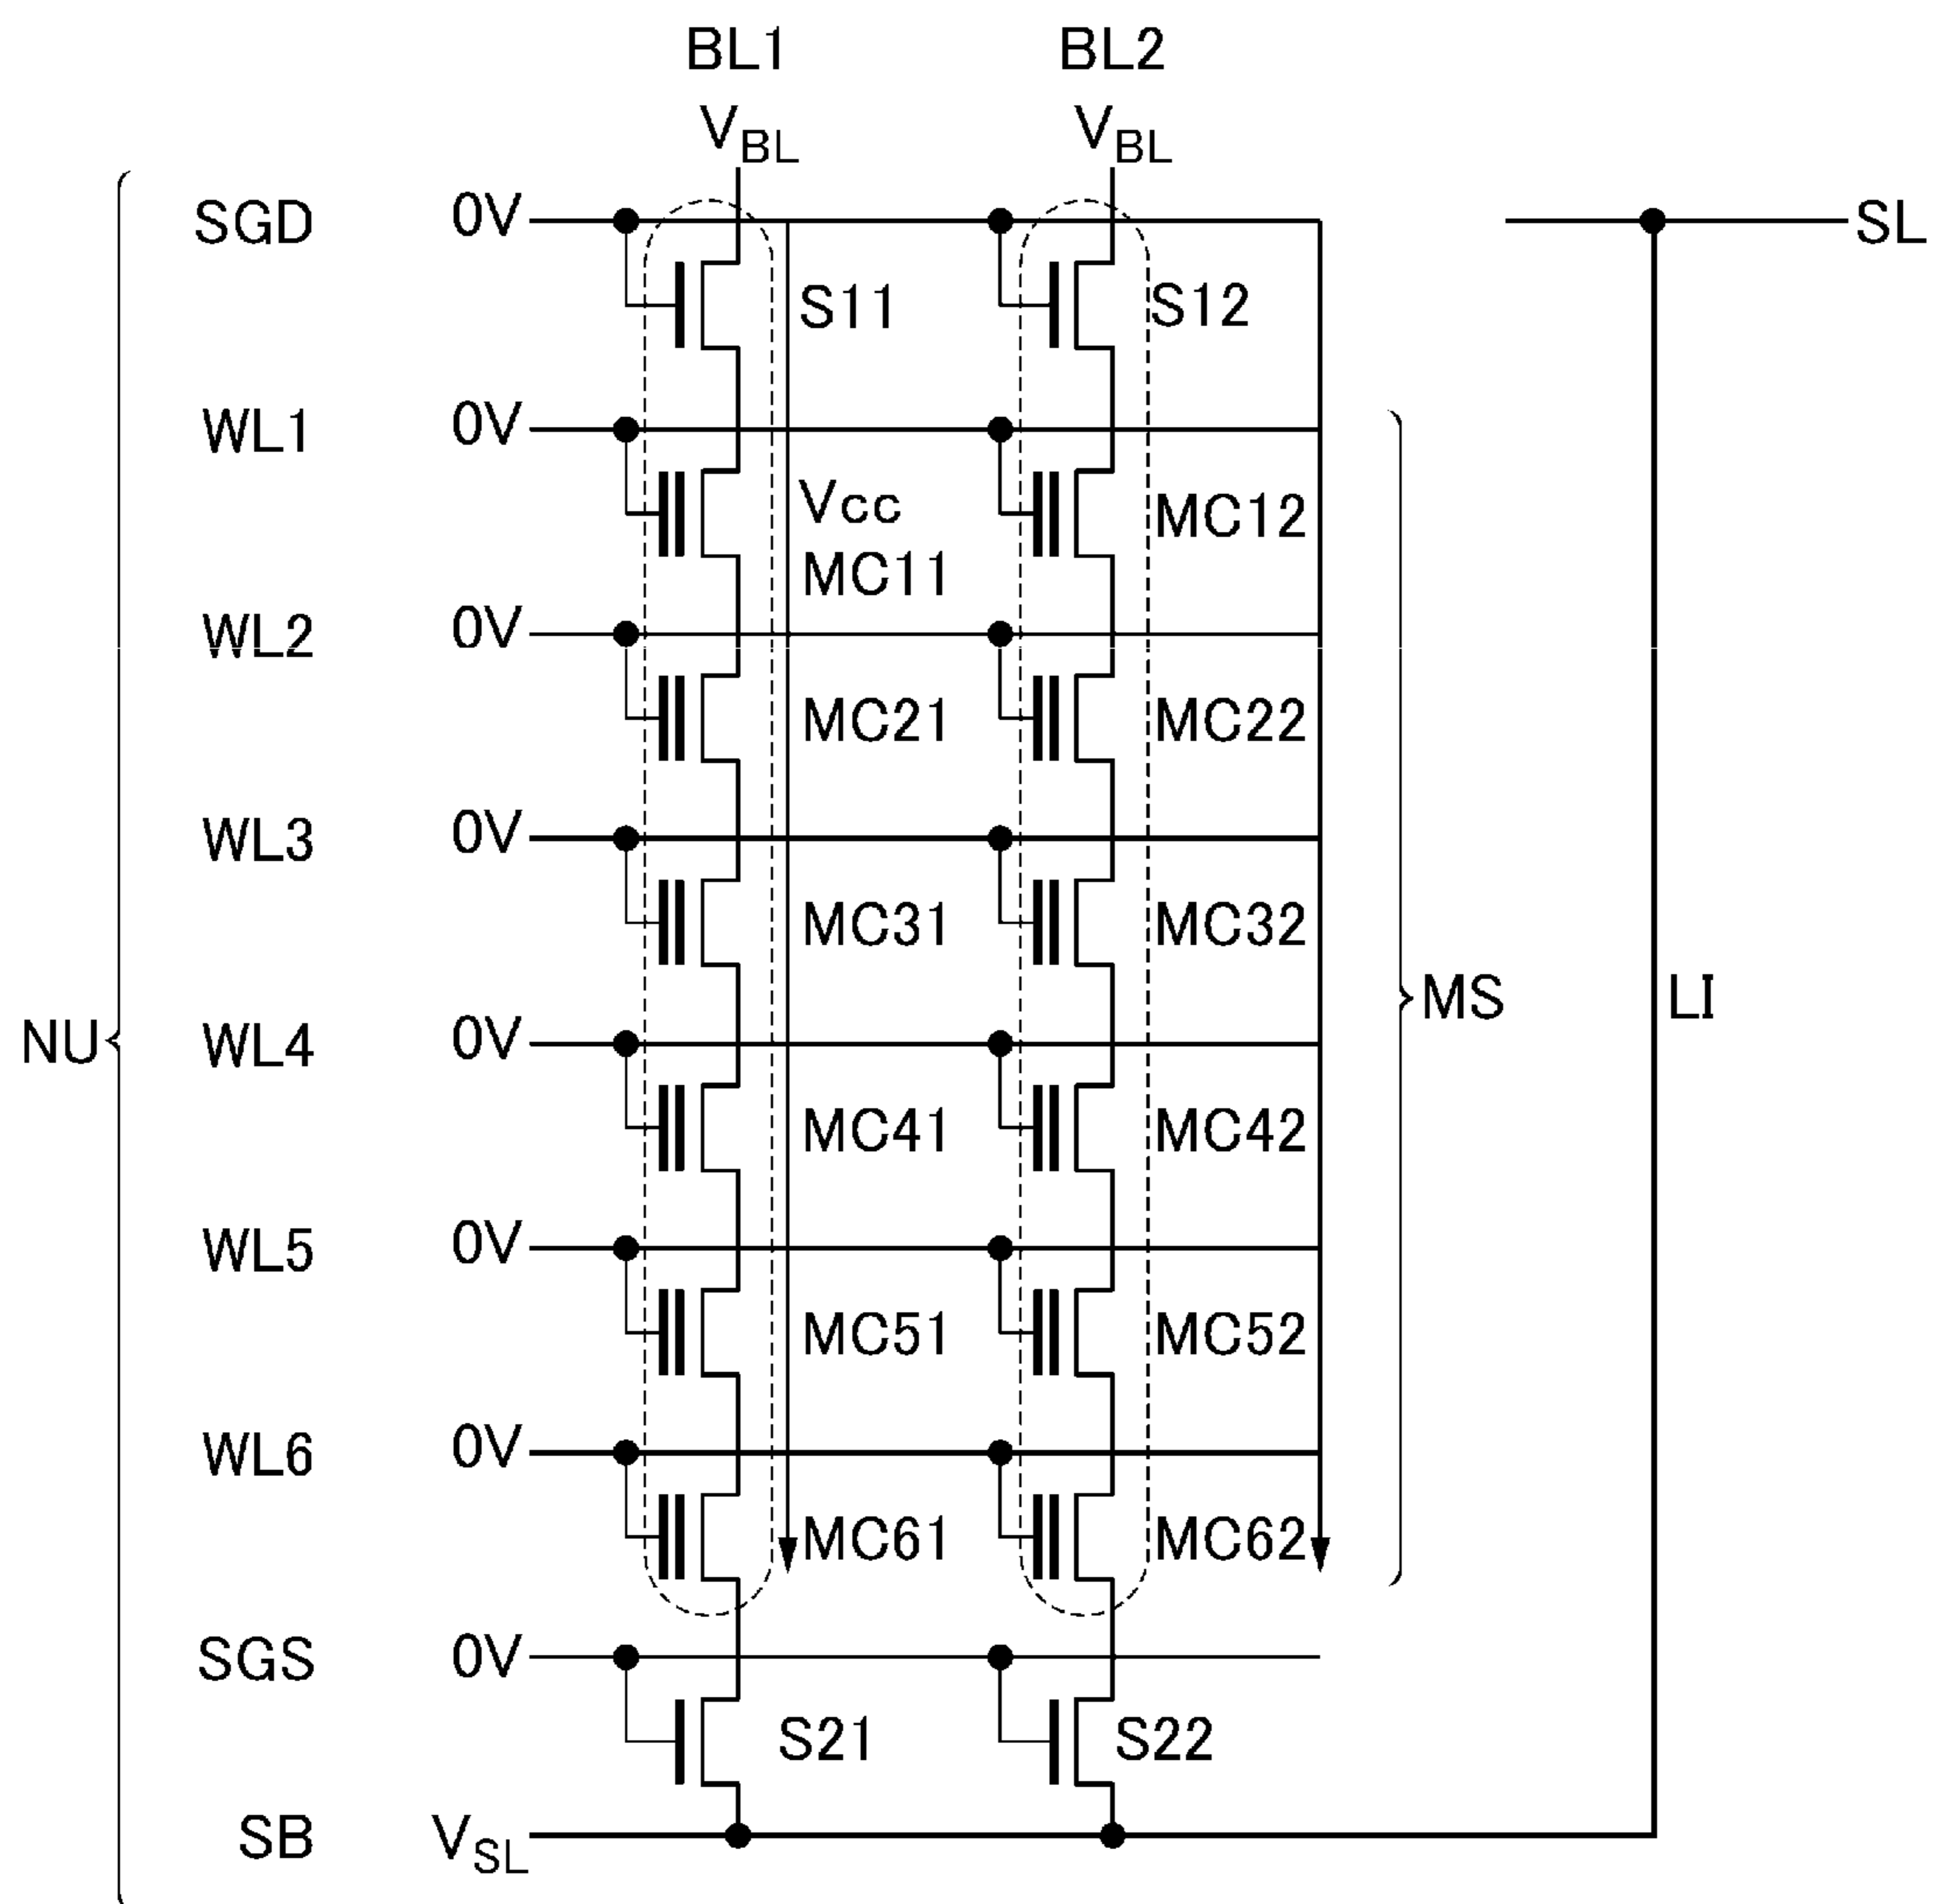 BL1 BL2
VBL VBL
SGD 0V SL
S11 S12
WL1 0V
Vcc MC12
MC11
WL2 0V
MC21 MC22
WL3 0V
MC31 MC32
NU WL4 0V MS LI
MC41 MC42
WL5 0V
MC51 MC52
WL6 0V
MC61 MC62
SGS 0V
S21 S22
SB VSL